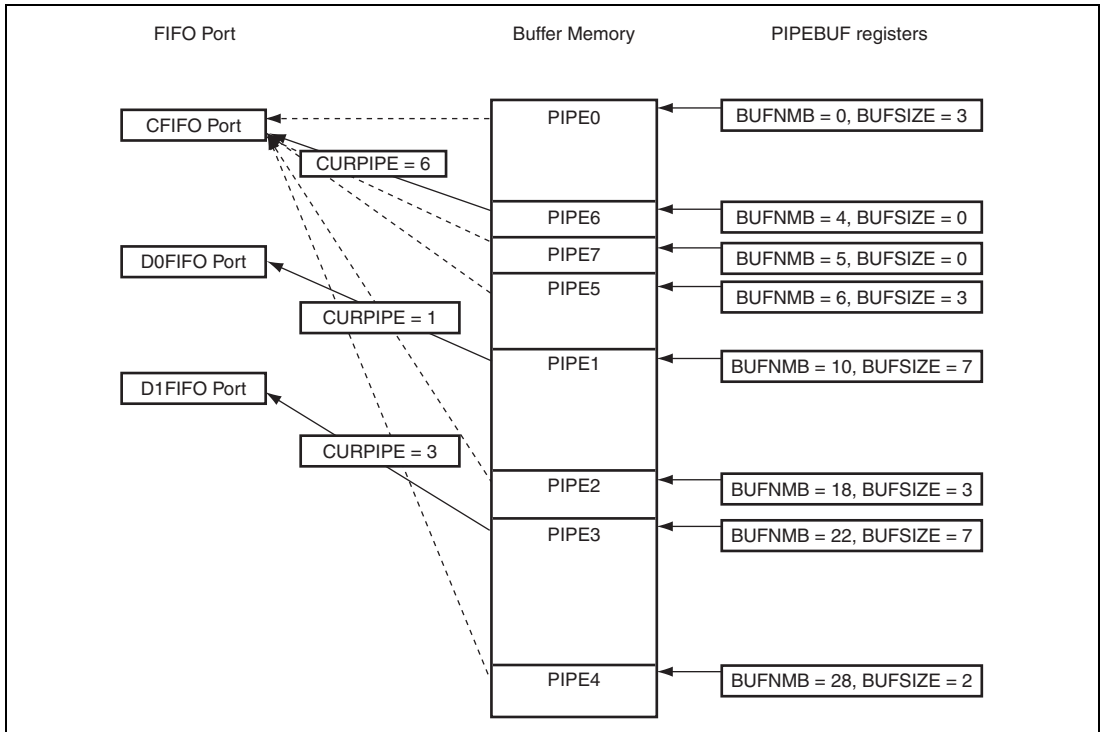 FIFO Port Buffer Memory PIPEBUF registers
CFIFO Port PIPE0 BUFNMB = 0, BUFSIZE = 3
CURPIPE = 6
PIPE6 BUFNMB = 4, BUFSIZE = 0
D0FIFO Port PIPE7 BUFNMB = 5, BUFSIZE = 0
PIPE5 BUFNMB = 6, BUFSIZE = 3
CURPIPE = 1
PIPE1 BUFNMB = 10, BUFSIZE = 7
D1FIFO Port
CURPIPE = 3
PIPE2 BUFNMB = 18, BUFSIZE = 3
PIPE3 BUFNMB = 22, BUFSIZE = 7
PIPE4 BUFNMB = 28, BUFSIZE = 2